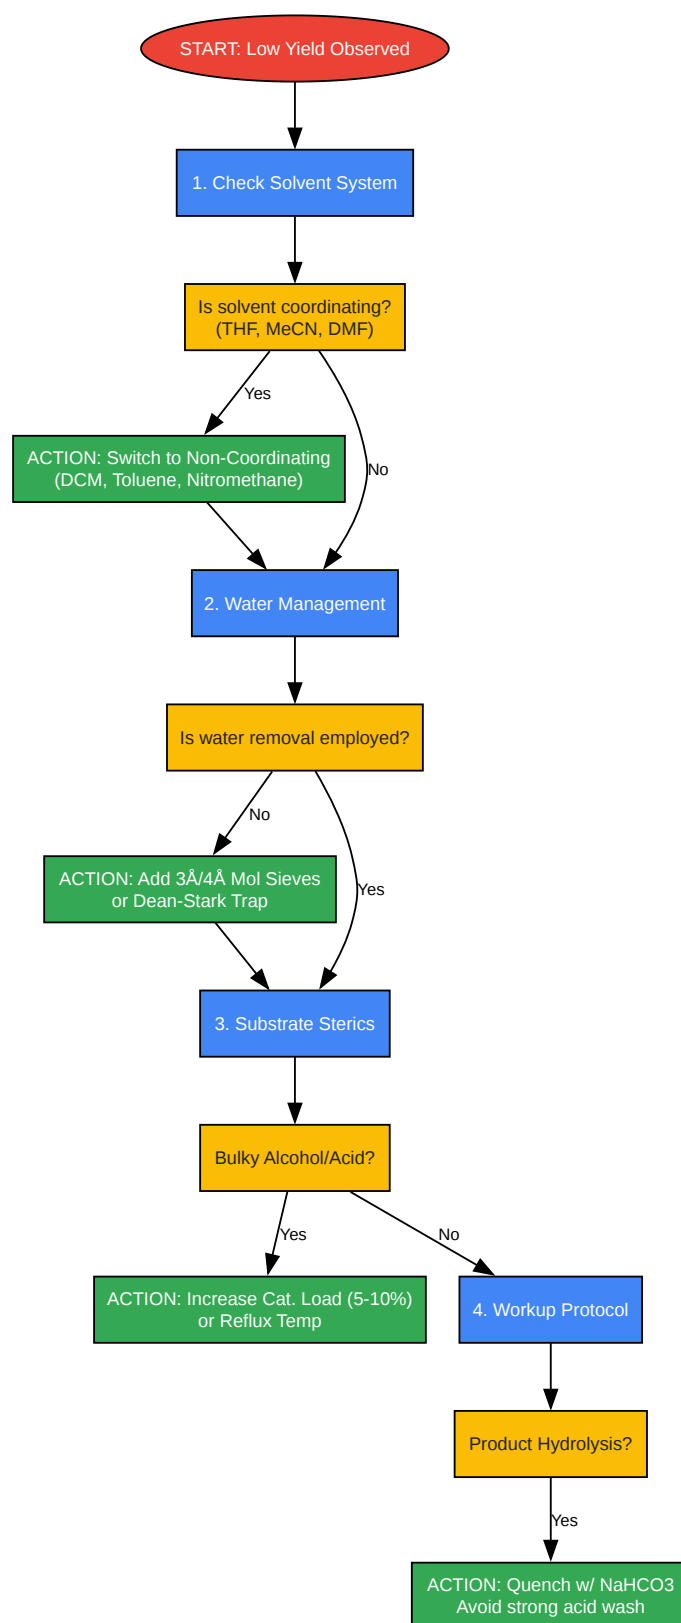 START: Low Yield Observed
1. Check Solvent System
Is solvent coordinating?
(THF, MeCN, DMF)
Yes
ACTION: Switch to Non-Coordinating
(DCM, Toluene, Nitromethane)
No
2. Water Management
Is water removal employed?
No
ACTION: Add 3Å/4Å Mol Sieves
or Dean-Stark Trap
Yes
3. Substrate Sterics
Bulky Alcohol/Acid?
Yes
No
ACTION: Increase Cat. Load (5-10%)
or Reflux Temp
4. Workup Protocol
Product Hydrolysis?
Yes
ACTION: Quench w/ NaHCO3
Avoid strong acid wash